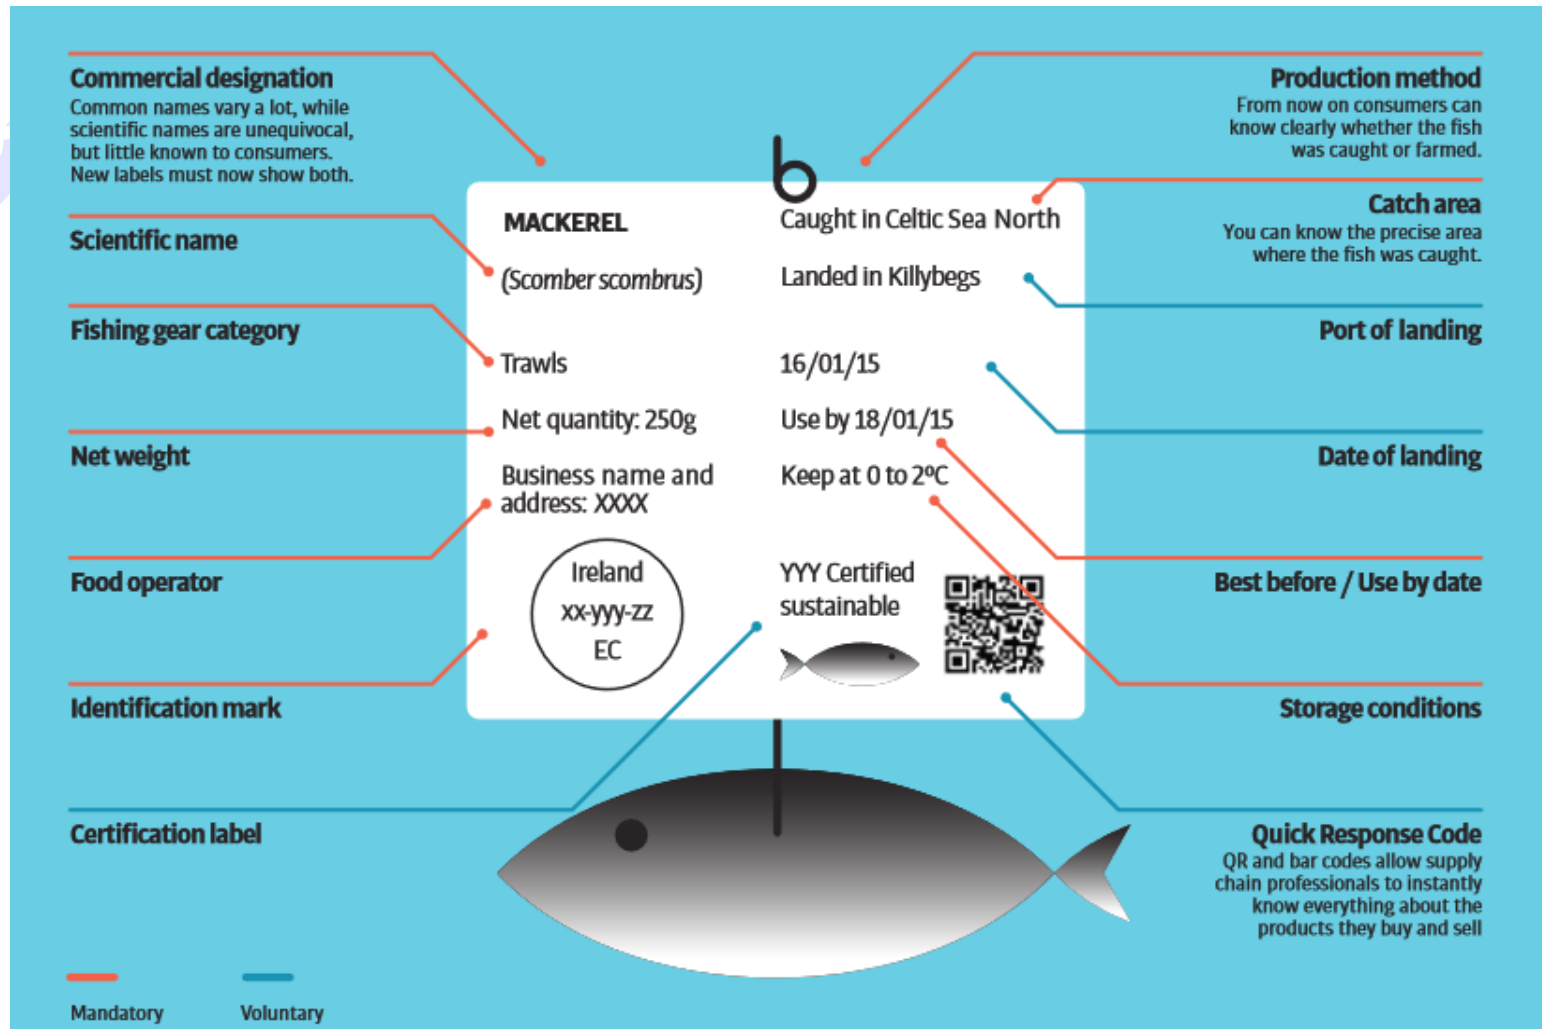 Commercial designation
Common names vary a lot, while
scientific names are unequivocal,
but little known to consumers.
New labels must now show both.
Scientific name
Fishing gear category
Net weight
Food operator
Identification mark
Certification label
MACKEREL
(Scomber scombrus)
Trawls
Net quantity: 250g
Business name and
address: XXXX
Ireland
xx-yyy-zz
EC
Caught in Celtic Sea North
Landed in Killybegs
16/01/15
Use by 18/01/15
Keep at 0 to 2ºC
YYY Certified
sustainable
Production method
From now on consumers can
know clearly whether the fish
was caught or farmed.
Catch area
You can know the precise area
where the fish was caught.
Port of landing
Date of landing
Best before / Use by date
Storage conditions
Quick Response Code
QR and bar codes allow supply
chain professionals to instantly
know everything about the
products they buy and sell
Mandatory
Voluntary